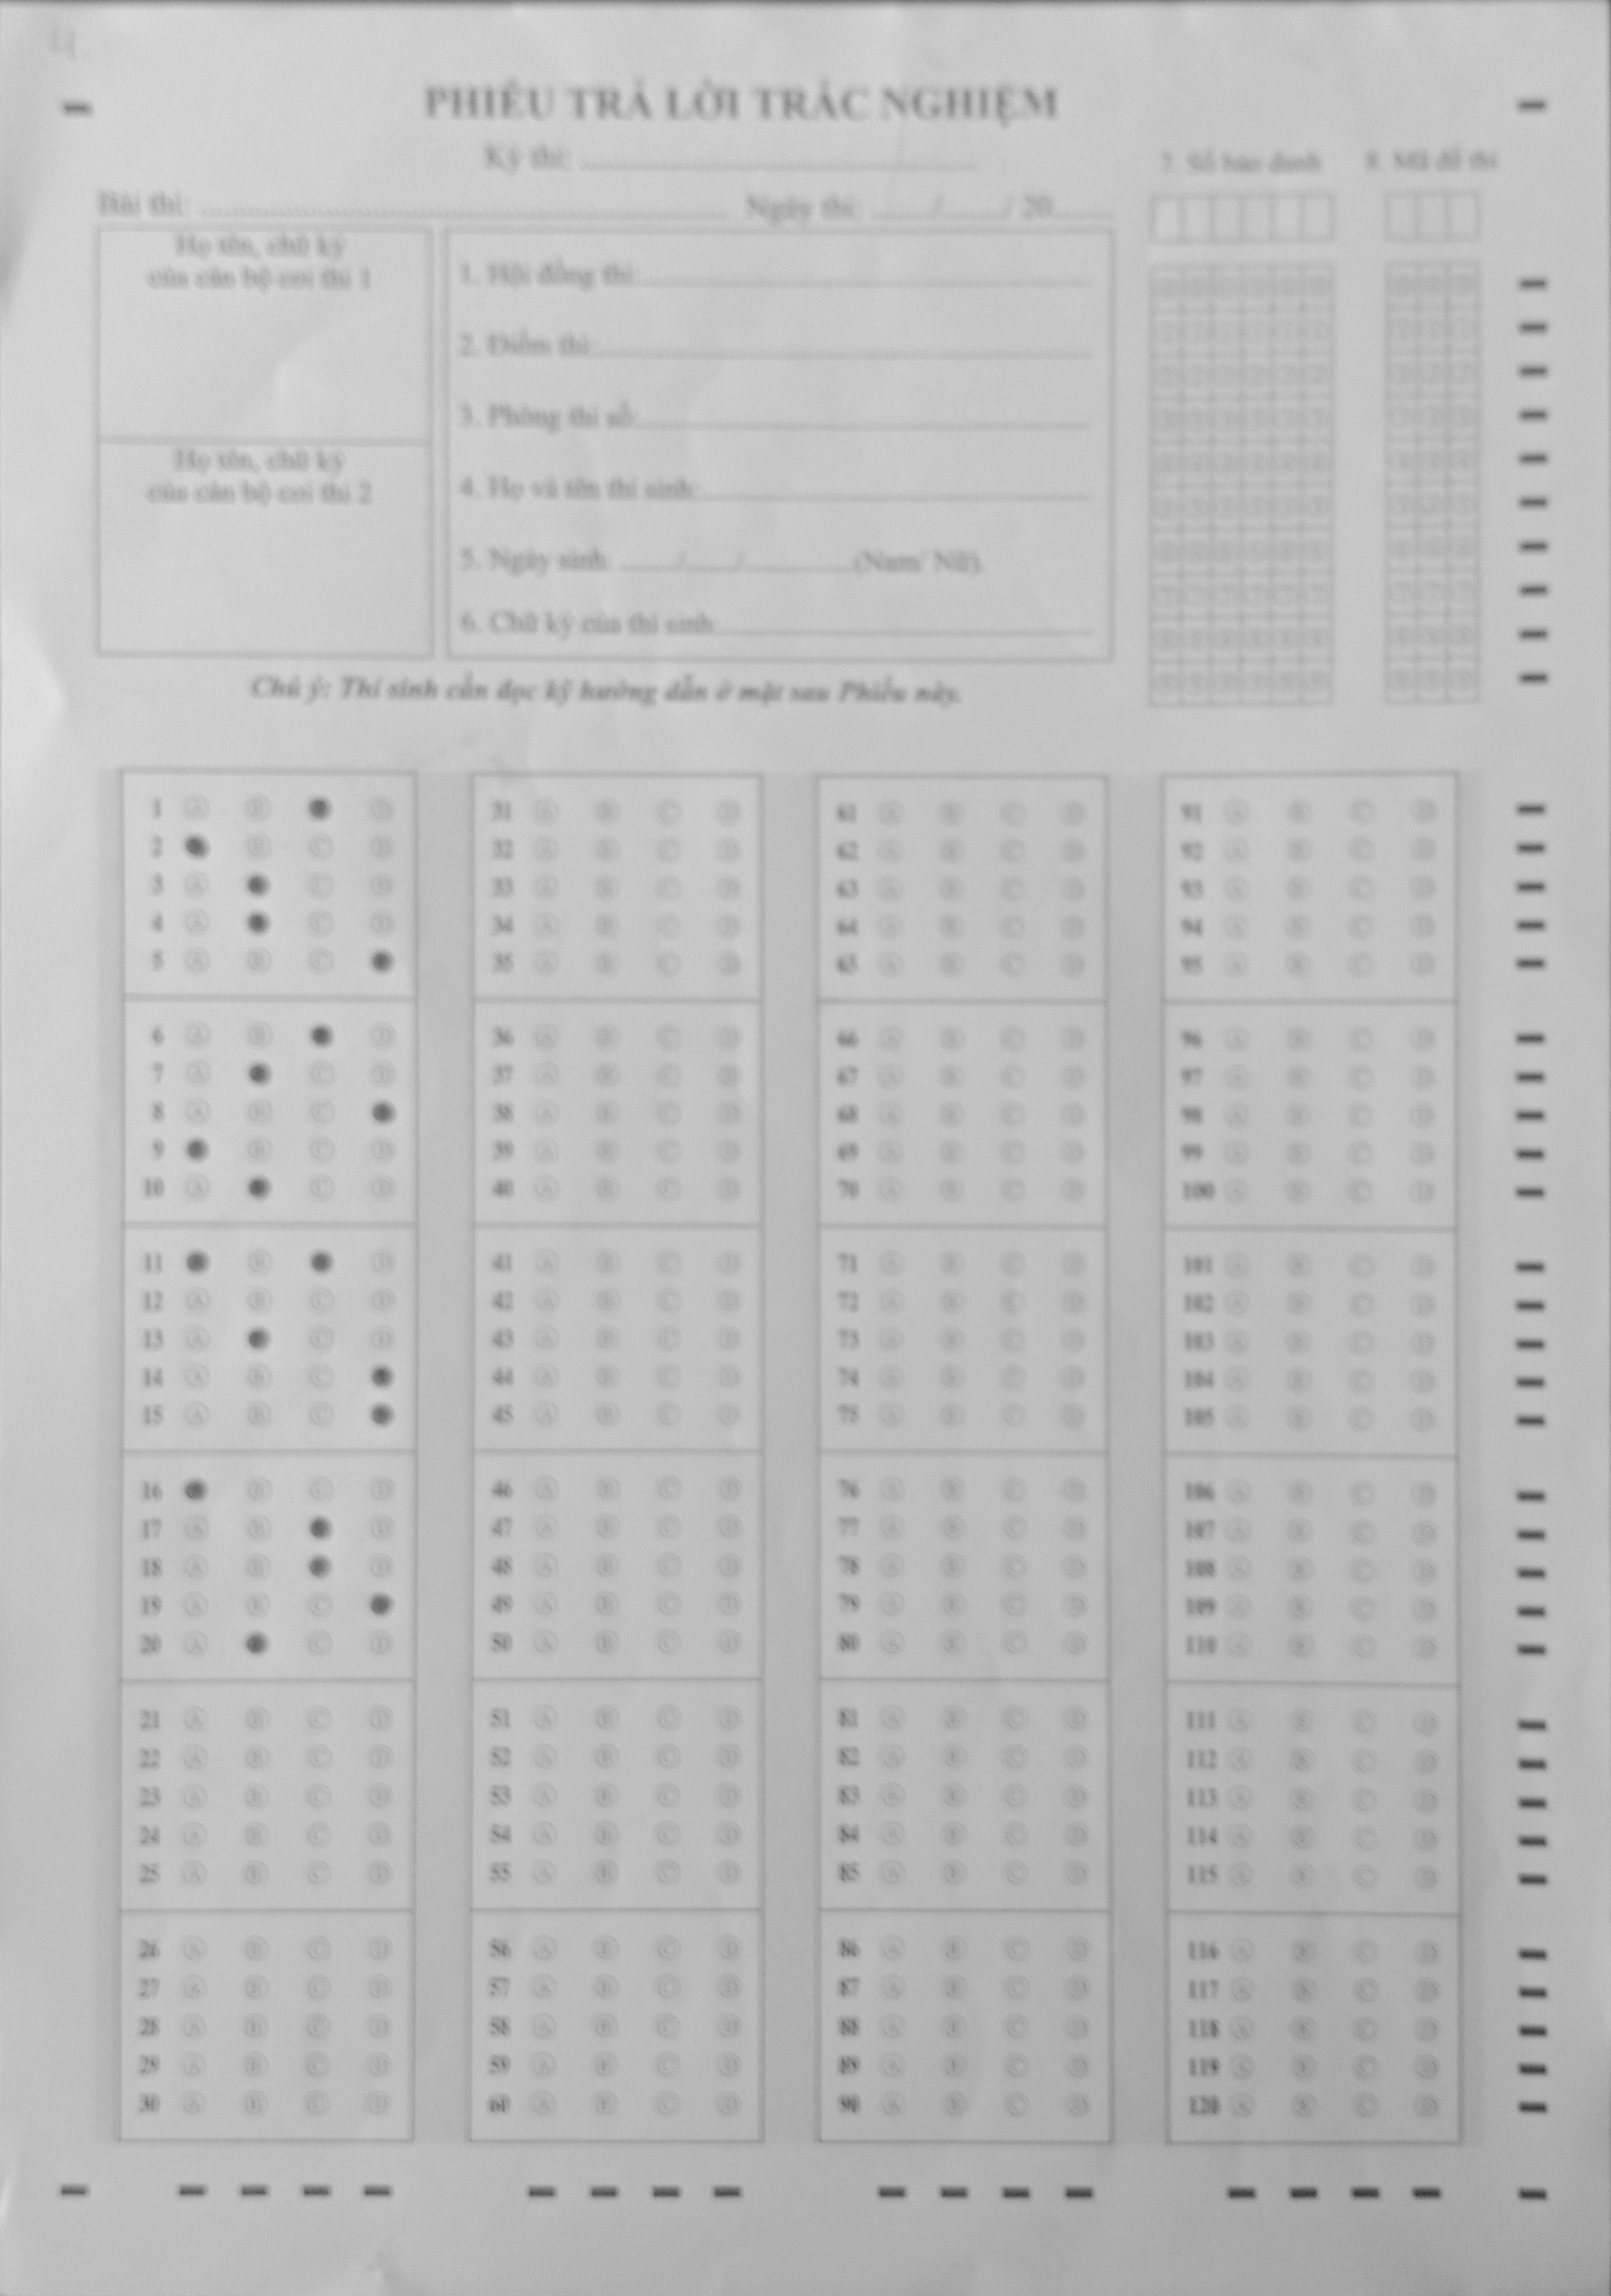 PHIẾU TRẢ LỜI TRẮC NGHIỆM
Kỳ thi:
7. Số báo danh
8. Mã đề thi
Bài thi:
Ngày thi: / / 20
Họ tên, chữ ký
của cán bộ coi thi 1
Họ tên, chữ ký
của cán bộ coi thi 2
1. Hội đồng thi:
2. Điểm thi:
3. Phòng thi số:
4. Họ và tên thí sinh:
5. Ngày sinh: / / (Nam/ Nữ).
6. Chữ ký của thí sinh:
Chú ý: Thí sinh cần đọc kỹ hướng dẫn ở mặt sau Phiếu này.
1 A B D
2 B C D
3 A C D
4 A C D
5 A B C
6 A B D
7 A C D
8 A B C
9 B C D
10 A C D
11 B D
12 A B C D
13 A C D
14 A B C
15 A B C
16 B C D
17 A B D
18 A B D
19 A B C
20 A C D
21 A B C D
22 A B C D
23 A B C D
24 A B C D
25 A B C D
26 A B C D
27 A B C D
28 A B C D
29 A B C D
30 A B C D
31 A B C D
32 A B C D
33 A B C D
34 A B C D
35 A B C D
36 A B C D
37 A B C D
38 A B C D
39 A B C D
40 A B C D
41 A B C D
42 A B C D
43 A B C D
44 A B C D
45 A B C D
46 A B C D
47 A B C D
48 A B C D
49 A B C D
50 A B C D
51 A B C D
52 A B C D
53 A B C D
54 A B C D
55 A B C D
56 A B C D
57 A B C D
58 A B C D
59 A B C D
60 A B C D
61 A B C D
62 A B C D
63 A B C D
64 A B C D
65 A B C D
66 A B C D
67 A B C D
68 A B C D
69 A B C D
70 A B C D
71 A B C D
72 A B C D
73 A B C D
74 A B C D
75 A B C D
76 A B C D
77 A B C D
78 A B C D
79 A B C D
80 A B C D
81 A B C D
82 A B C D
83 A B C D
84 A B C D
85 A B C D
86 A B C D
87 A B C D
88 A B C D
89 A B C D
90 A B C D
91 A B C D
92 A B C D
93 A B C D
94 A B C D
95 A B C D
96 A B C D
97 A B C D
98 A B C D
99 A B C D
100 A B C D
101 A B C D
102 A B C D
103 A B C D
104 A B C D
105 A B C D
106 A B C D
107 A B C D
108 A B C D
109 A B C D
110 A B C D
111 A B C D
112 A B C D
113 A B C D
114 A B C D
115 A B C D
116 A B C D
117 A B C D
118 A B C D
119 A B C D
120 A B C D